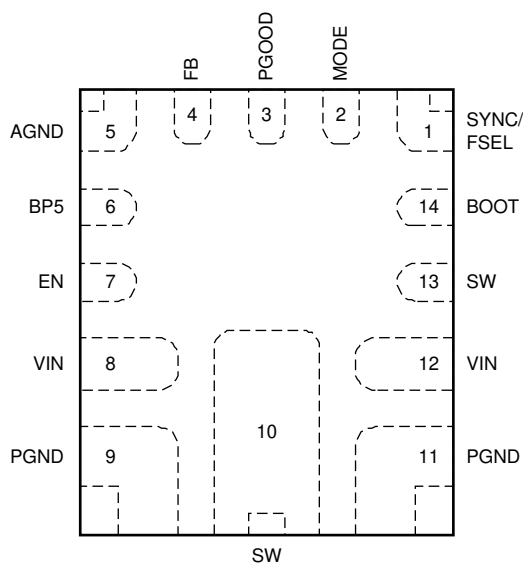 FB
PGOOD
MODE
4
3
2
AGND
5
1
SYNC/
FSEL
BP5
6
14
BOOT
EN
7
13
SW
VIN
8
12
VIN
10
PGND
9
11
PGND
SW